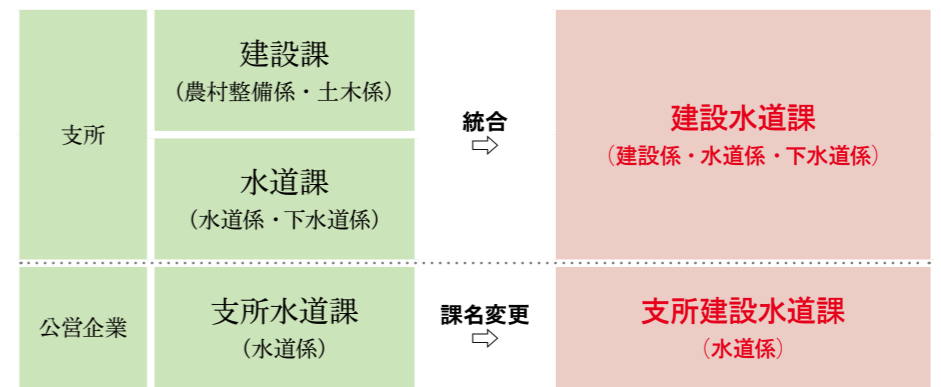 支所
建設課
（農村整備係・土木係）
水道課
（水道係・下水道係）
統合
⇨
建設水道課
（建設係・水道係・下水道係）
公営企業
支所水道課
（水道係）
課名変更
⇨
支所建設水道課
（水道係）